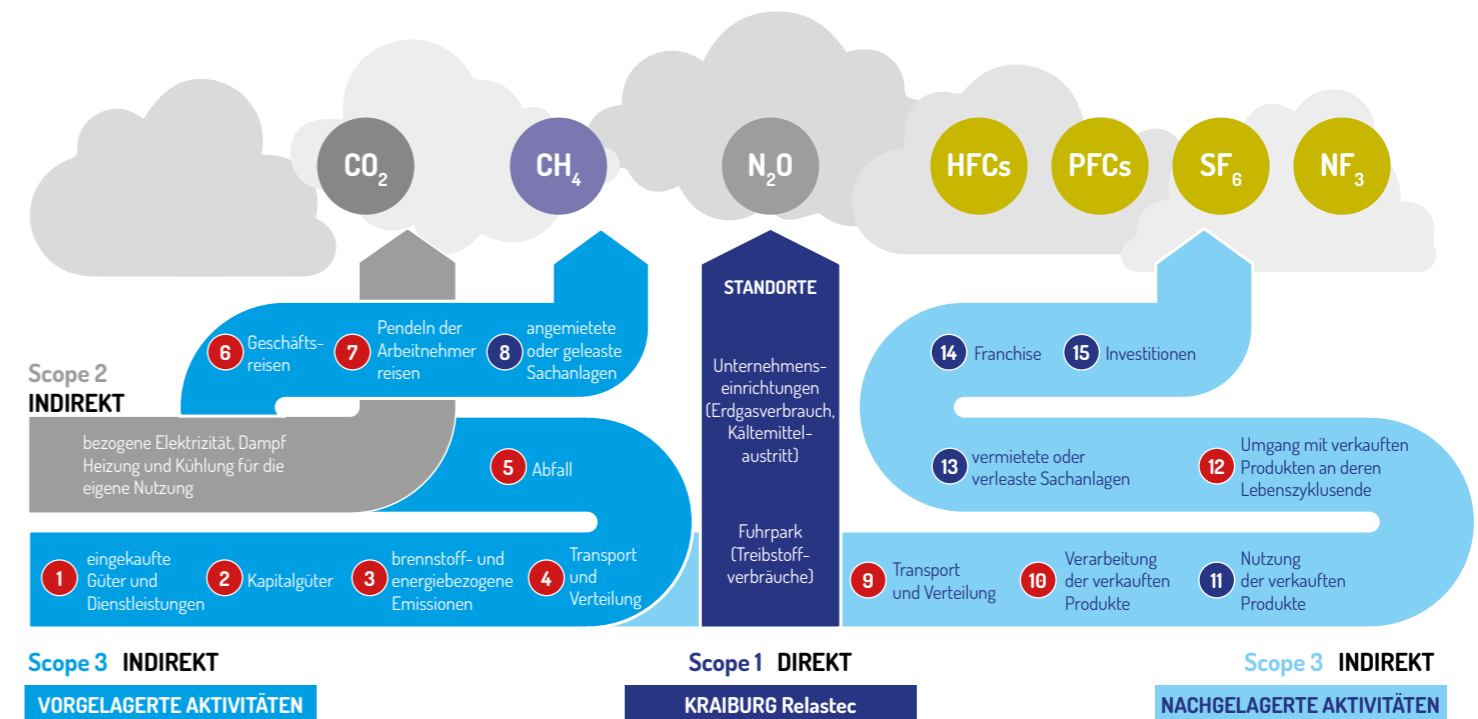 CO2
CH4
N2O
HFCs
PFCs
SF6
NF3
STANDORTE
Unternehmens-
einrichtungen
(Erdgasverbrauch,
Kältemittel-
austritt)
Fuhrpark
(Treibstoff-
verbräuche)
Scope 2
INDIREKT
bezogene Elektrizität, Dampf
Heizung und Kühlung für die
eigene Nutzung
6 Geschäfts-
reisen
7 Pendeln der
Arbeitnehmer
reisen
8 angemietete
oder geleaste
Sachanlagen
5 Abfall
1 eingekaufte
Güter und
Dienstleistungen
2 Kapitalgüter
3 brennstoff- und
energiebezogene
Emissionen
4 Transport
und
Verteilung
14 Franchise
15 Investitionen
13 vermietete oder
verleaste Sachanlagen
12 Umgang mit verkauften
Produkten an deren
Lebenszyklusende
9 Transport
und Verteilung
10 Verarbeitung
der verkauften
Produkte
11 Nutzung
der verkauften
Produkte
Scope 3 INDIREKT
VORGELAGERTE AKTIVITÄTEN
Scope 1 DIREKT
KRAIBURG Relastec
Scope 3 INDIREKT
NACHGELAGERTE AKTIVITÄTEN